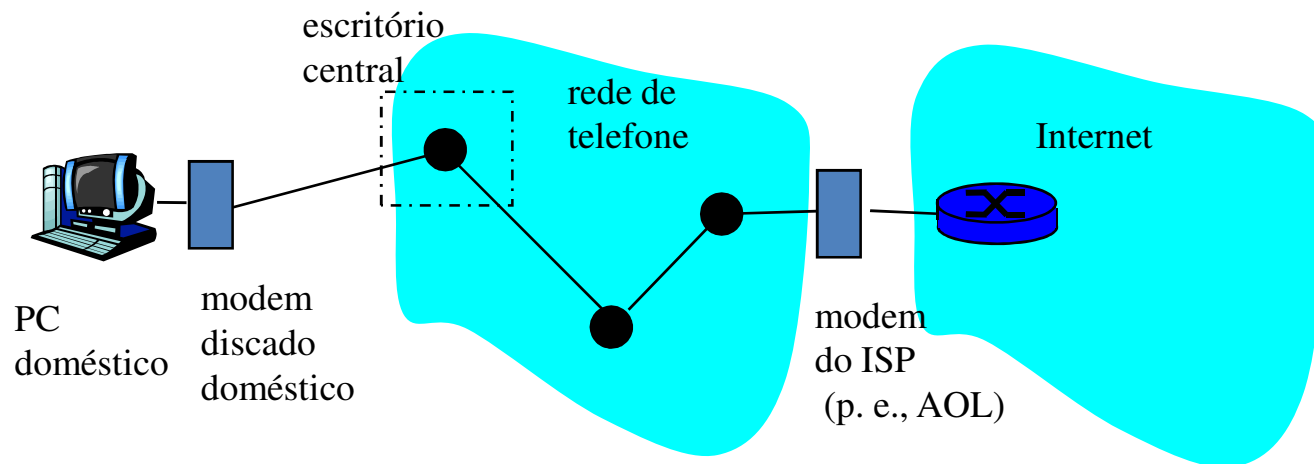 escritório
central
rede de
telefone
Internet
PC
doméstico
modem
discado
doméstico
modem
do ISP
(p. e., AOL)